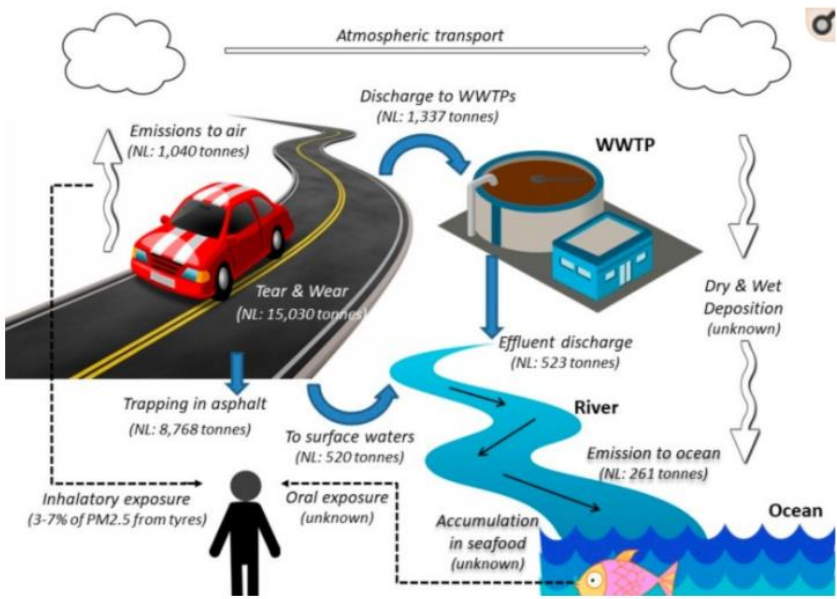 Atmospheric transport
Discharge to WWTPs
(NL: 1,337 tonnes)
Emissions to air
(NL: 1,040 tonnes)
WWTP
Tear & Wear
(NL: 15,030 tonnes)
Dry & Wet
Deposition
(unknown)
Effluent discharge
(NL: 523 tonnes)
Trapping in asphalt
(NL: 8,768 tonnes)
River
To surface waters
(NL: 520 tonnes)
Emission to ocean
(NL: 261 tonnes)
Inhalatory exposure
(3-7% of PM2.5 from tyres)
Oral exposure
(unknown)
Accumulation
in seafood
(unknown)
Ocean